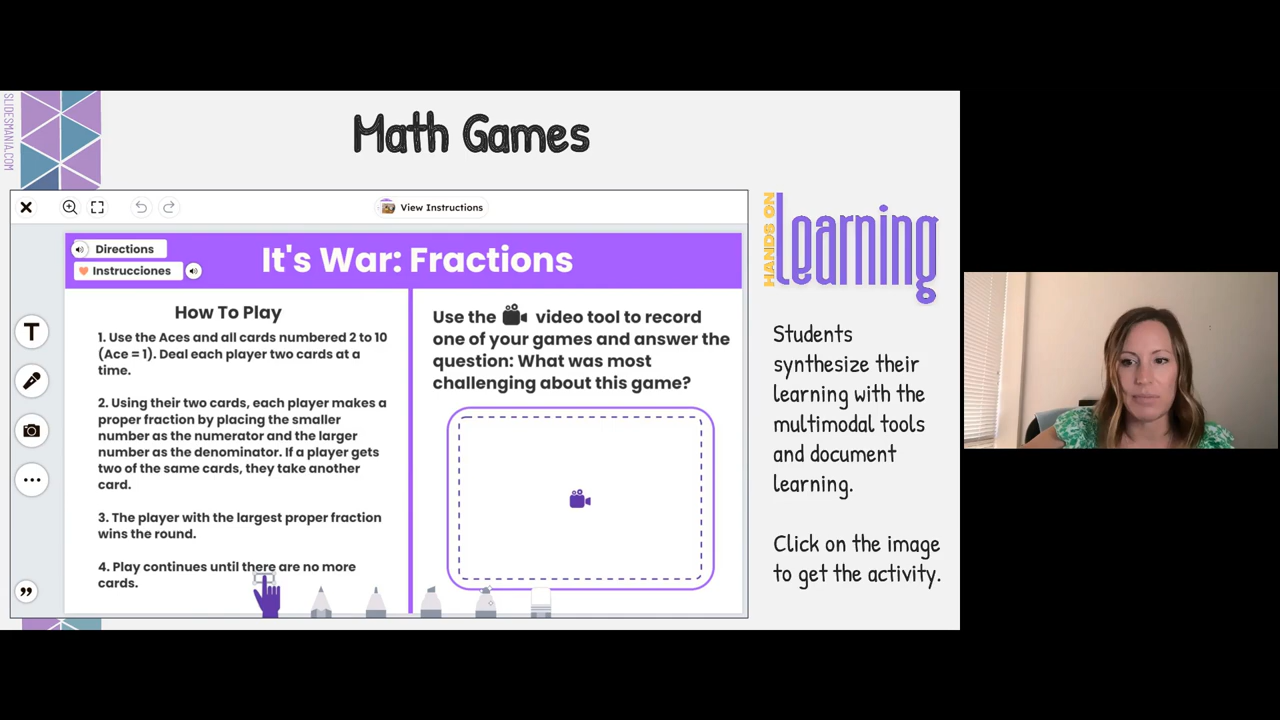 SLIDESMANIA.COM
Math Games
View Instructions
Directions
Instrucciones
It's War: Fractions
How To Play
1. Use the Aces and all cards numbered 2 to 10
(Ace = 1). Deal each player two cards at a
time.
2. Using their two cards, each player makes a
proper fraction by placing the smaller
number as the numerator and the larger
number as the denominator. If a player gets
two of the same cards, they take another
card.
3. The player with the largest proper fraction
wins the round.
4. Play continues until there are no more
cards.
Use the video tool to record
one of your games and answer the
question: What was most
challenging about this game?
T
HANDS ON
learning
Students
synthesize their
learning with the
multimodal tools
and document
learning.
Click on the image
to get the activity.